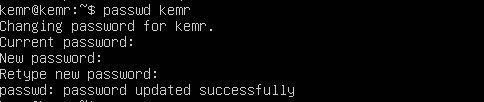 kemr@kemr:~$ passwd kemr
Changing password for kemr.
Current password:
New password:
Retype new password:
passwd: password updated successfully